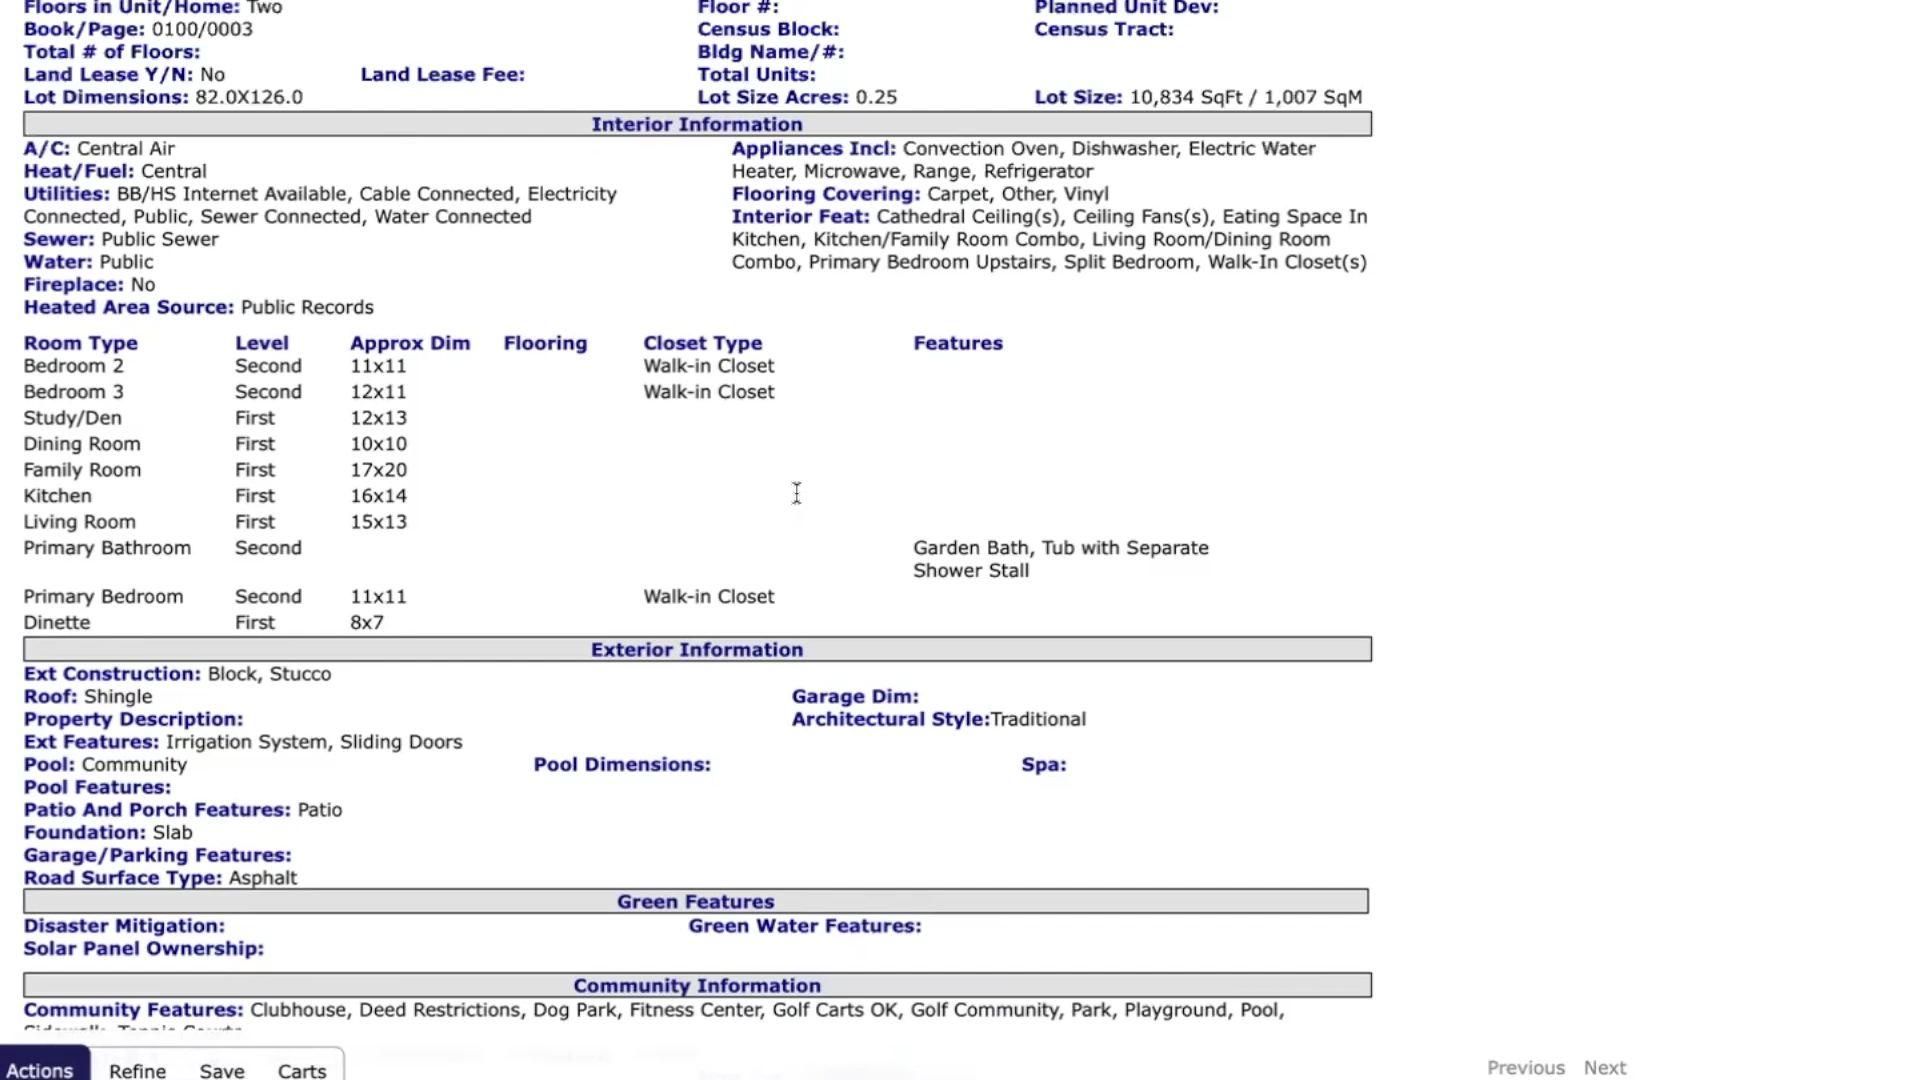 Floors in Unit/Home: Two Floor #: Planned Unit Dev:
Book/Page: 0100/0003 Census Block: Census Tract:
Total # of Floors: Bldg Name/#:
Land Lease Y/N: No Land Lease Fee: Total Units:
Lot Dimensions: 82.0X126.0 Lot Size Acres: 0.25 Lot Size: 10,834 SqFt / 1,007 SqM
Interior Information
A/C: Central Air
Heat/Fuel: Central
Utilities: BB/HS Internet Available, Cable Connected, Electricity
Connected, Public, Sewer Connected, Water Connected
Sewer: Public Sewer
Water: Public
Fireplace: No
Heated Area Source: Public Records
Appliances Incl: Convection Oven, Dishwasher, Electric Water
Heater, Microwave, Range, Refrigerator
Flooring Covering: Carpet, Other, Vinyl
Interior Feat: Cathedral Ceiling(s), Ceiling Fans(s), Eating Space In
Kitchen, Kitchen/Family Room Combo, Living Room/Dining Room
Combo, Primary Bedroom Upstairs, Split Bedroom, Walk-In Closet(s)
Room Type Level Approx Dim Flooring Closet Type Features
Bedroom 2 Second 11x11 Walk-in Closet
Bedroom 3 Second 12x11 Walk-in Closet
Study/Den First 12x13
Dining Room First 10x10
Family Room First 17x20
Kitchen First 16x14
Living Room First 15x13
Primary Bathroom Second Garden Bath, Tub with Separate
Shower Stall
Primary Bedroom Second 11x11 Walk-in Closet
Dinette First 8x7
Exterior Information
Ext Construction: Block, Stucco
Roof: Shingle Garage Dim:
Property Description: Architectural Style:Traditional
Ext Features: Irrigation System, Sliding Doors
Pool: Community Pool Dimensions: Spa:
Pool Features:
Patio And Porch Features: Patio
Foundation: Slab
Garage/Parking Features:
Road Surface Type: Asphalt
Green Features
Disaster Mitigation: Green Water Features:
Solar Panel Ownership:
Community Information
Community Features: Clubhouse, Deed Restrictions, Dog Park, Fitness Center, Golf Carts OK, Golf Community, Park, Playground, Pool,
Sidewalk, Tennis Courts
Actions Refine Save Carts Previous Next